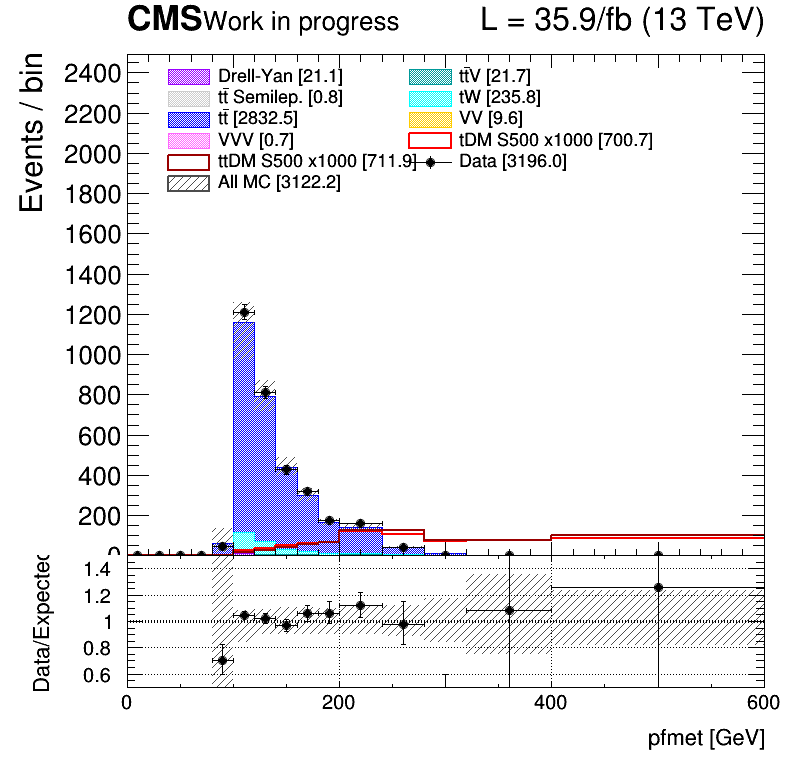 CMS Work in progress L = 35.9/fb (13 TeV)
Events / bin
2400
2200
2000
1800
1600
1400
1200
1000
800
600
400
200
0
Drell-Yan [21.1] tt̄V [21.7]
tt̄ Semilep. [0.8] tW [235.8]
tt̄ [2832.5] VV [9.6]
VVV [0.7] tDM S500 x1000 [700.7]
ttDM S500 x1000 [711.9] Data [3196.0]
All MC [3122.2]
Data/Expected
1.4
1.2
1
0.8
0.6
0 200 400 600
pfmet [GeV]